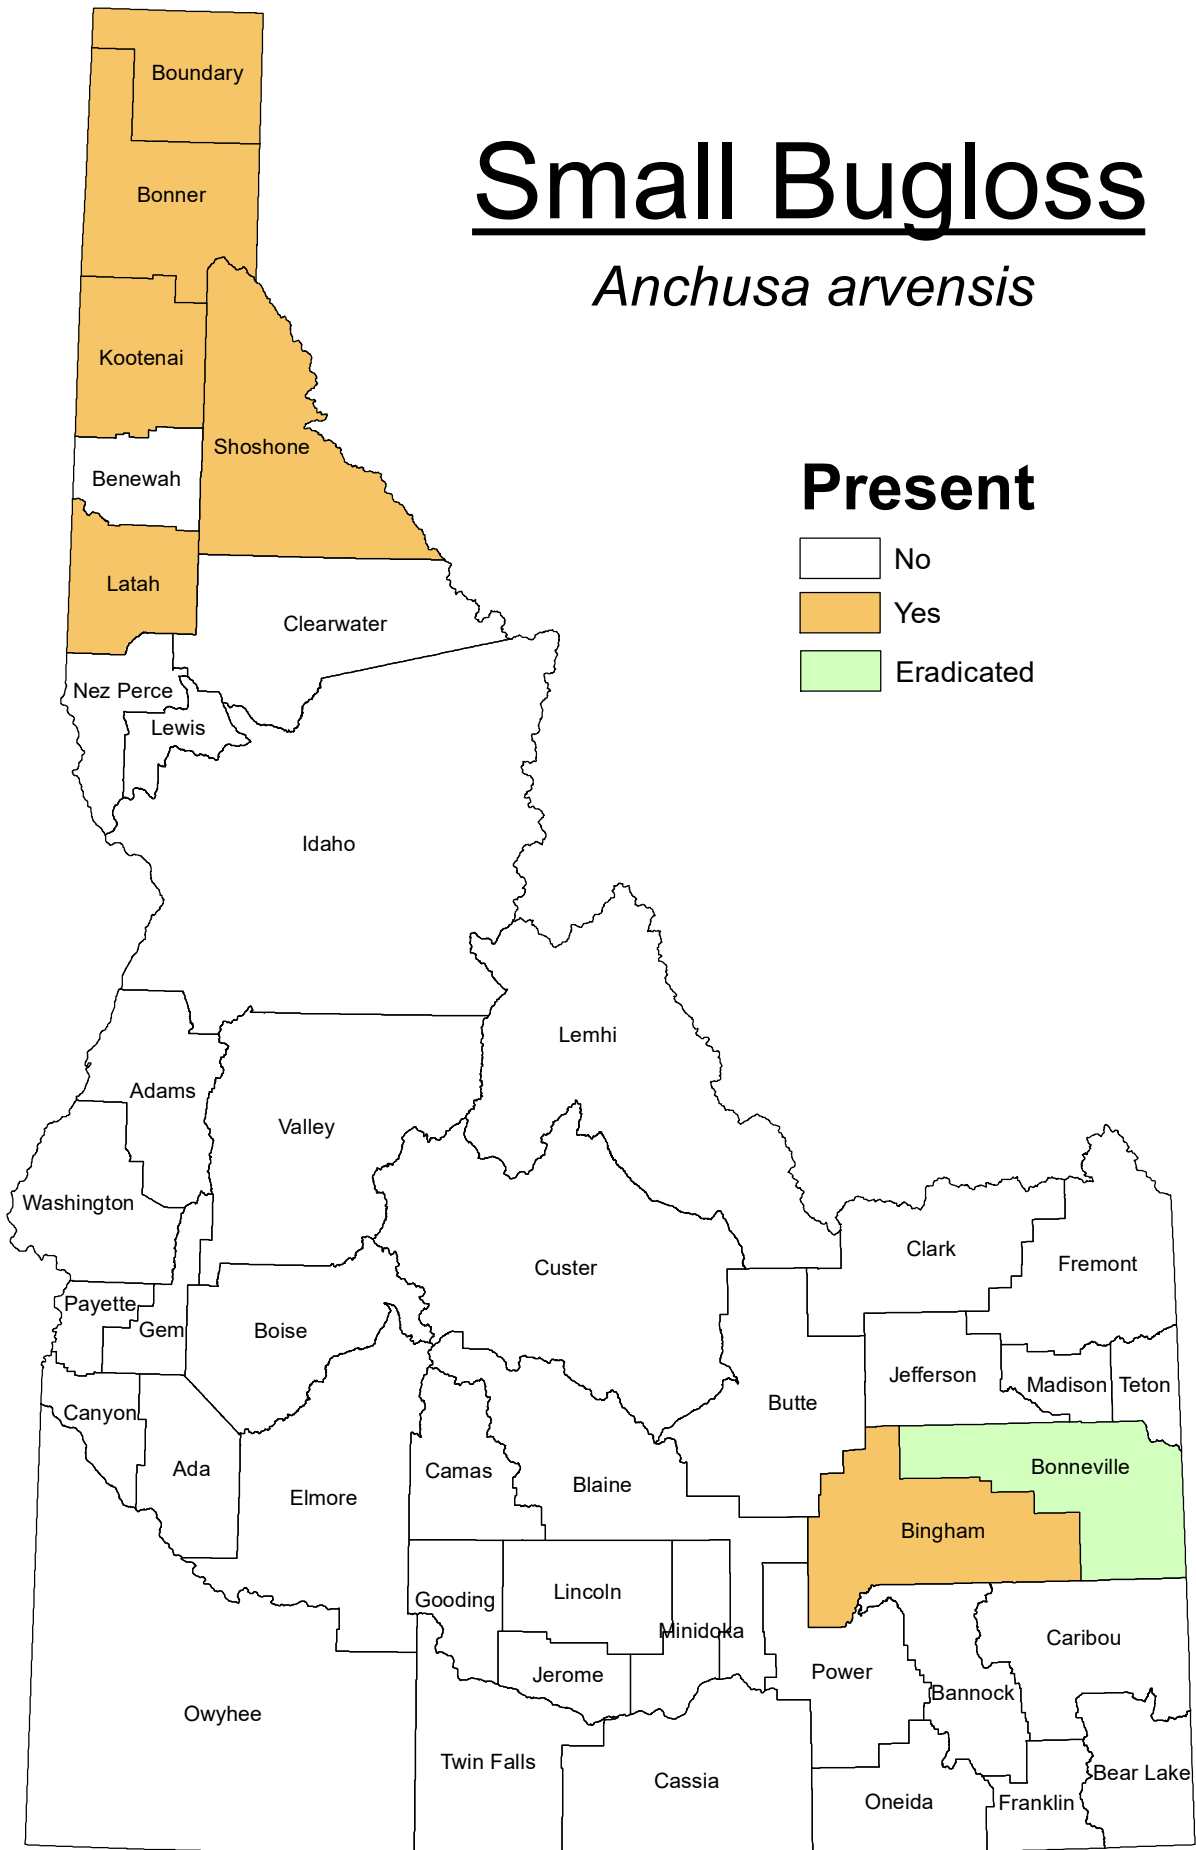 Small Bugloss
Anchusa arvensis
Present
No
Yes
Eradicated
Boundary
Bonner
Kootenai
Shoshone
Benewah
Latah
Clearwater
Nez Perce
Lewis
Idaho
Lemhi
Adams
Valley
Washington
Clark
Fremont
Custer
Payette
Gem
Boise
Jefferson
Madison
Teton
Butte
Canyon
Ada
Elmore
Camas
Blaine
Bonneville
Bingham
Gooding
Lincoln
Minidoka
Caribou
Jerome
Power
Bannock
Owyhee
Twin Falls
Cassia
Bear Lake
Oneida
Franklin